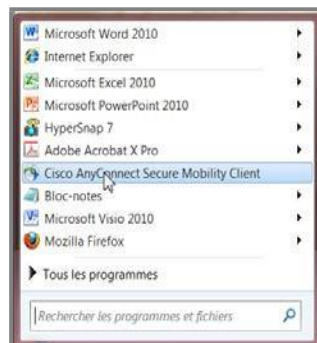 Microsoft Word 2010
Internet Explorer
Microsoft Excel 2010
Microsoft PowerPoint 2010
HyperSnap 7
Adobe Acrobat X Pro
Cisco AnyConnect Secure Mobility Client
Bloc-notes
Microsoft Visio 2010
Mozilla Firefox
Tous les programmes
Rechercher les programmes et fichiers